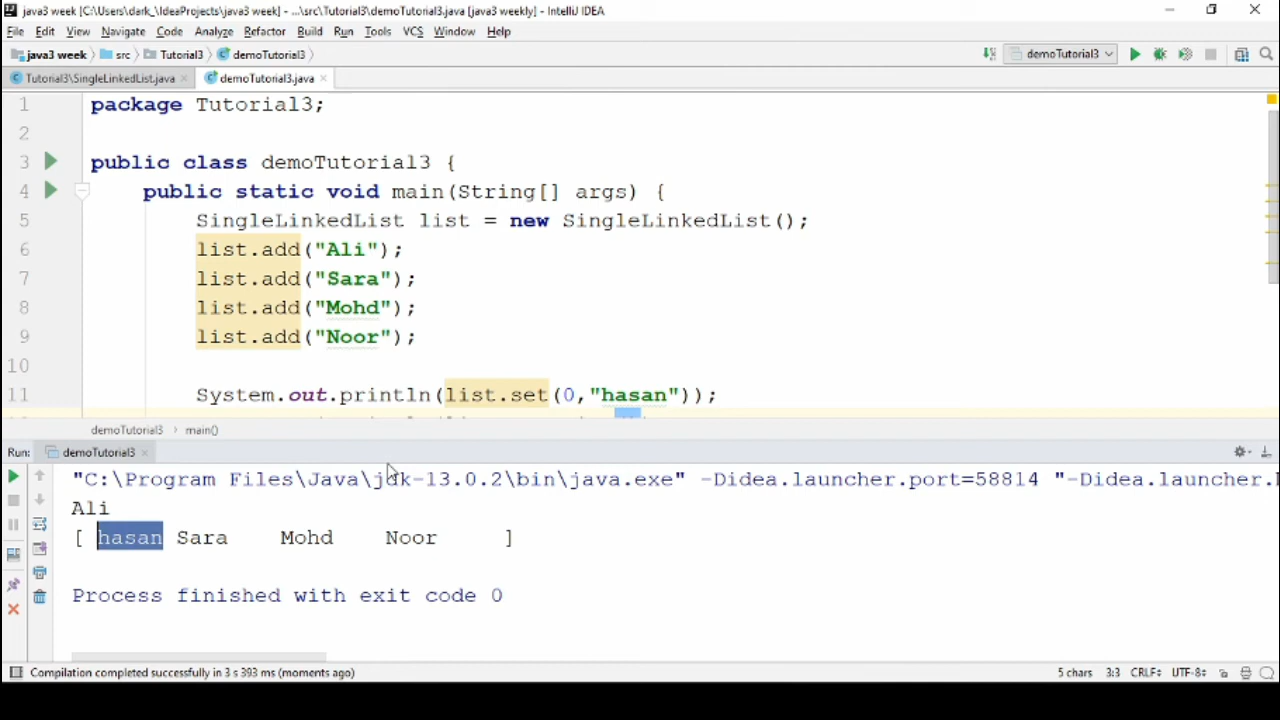 java3 week [C:\Users\dark_\IdeaProjects\java3 week] - ...\src\Tutorial3\demoTutorial3.java [java3 weekly] - IntelliJ IDEA
File Edit View Navigate Code Analyze Refactor Build Run Tools VCS Window Help
java3 week src Tutorial3 demoTutorial3 demoTutorial3
Tutorial3\SingleLinkedList.java demoTutorial3.java
1 package Tutorial3;
2
3 public class demoTutorial3 {
4 public static void main(String[] args) {
5 SingleLinkedList list = new SingleLinkedList();
6 list.add("Ali");
7 list.add("Sara");
8 list.add("Mohd");
9 list.add("Noor");
10
11 System.out.println(list.set(0,"hasan"));
demoTutorial3 main()
Run: demoTutorial3
"C:\Program Files\Java\jdk-13.0.2\bin\java.exe" -Didea.launcher.port=58814 "-Didea.launcher.
Ali
[ hasan Sara Mohd Noor ]
Process finished with exit code 0
Compilation completed successfully in 3 s 393 ms (moments ago) 5 chars 3:3 CRLF UTF-8